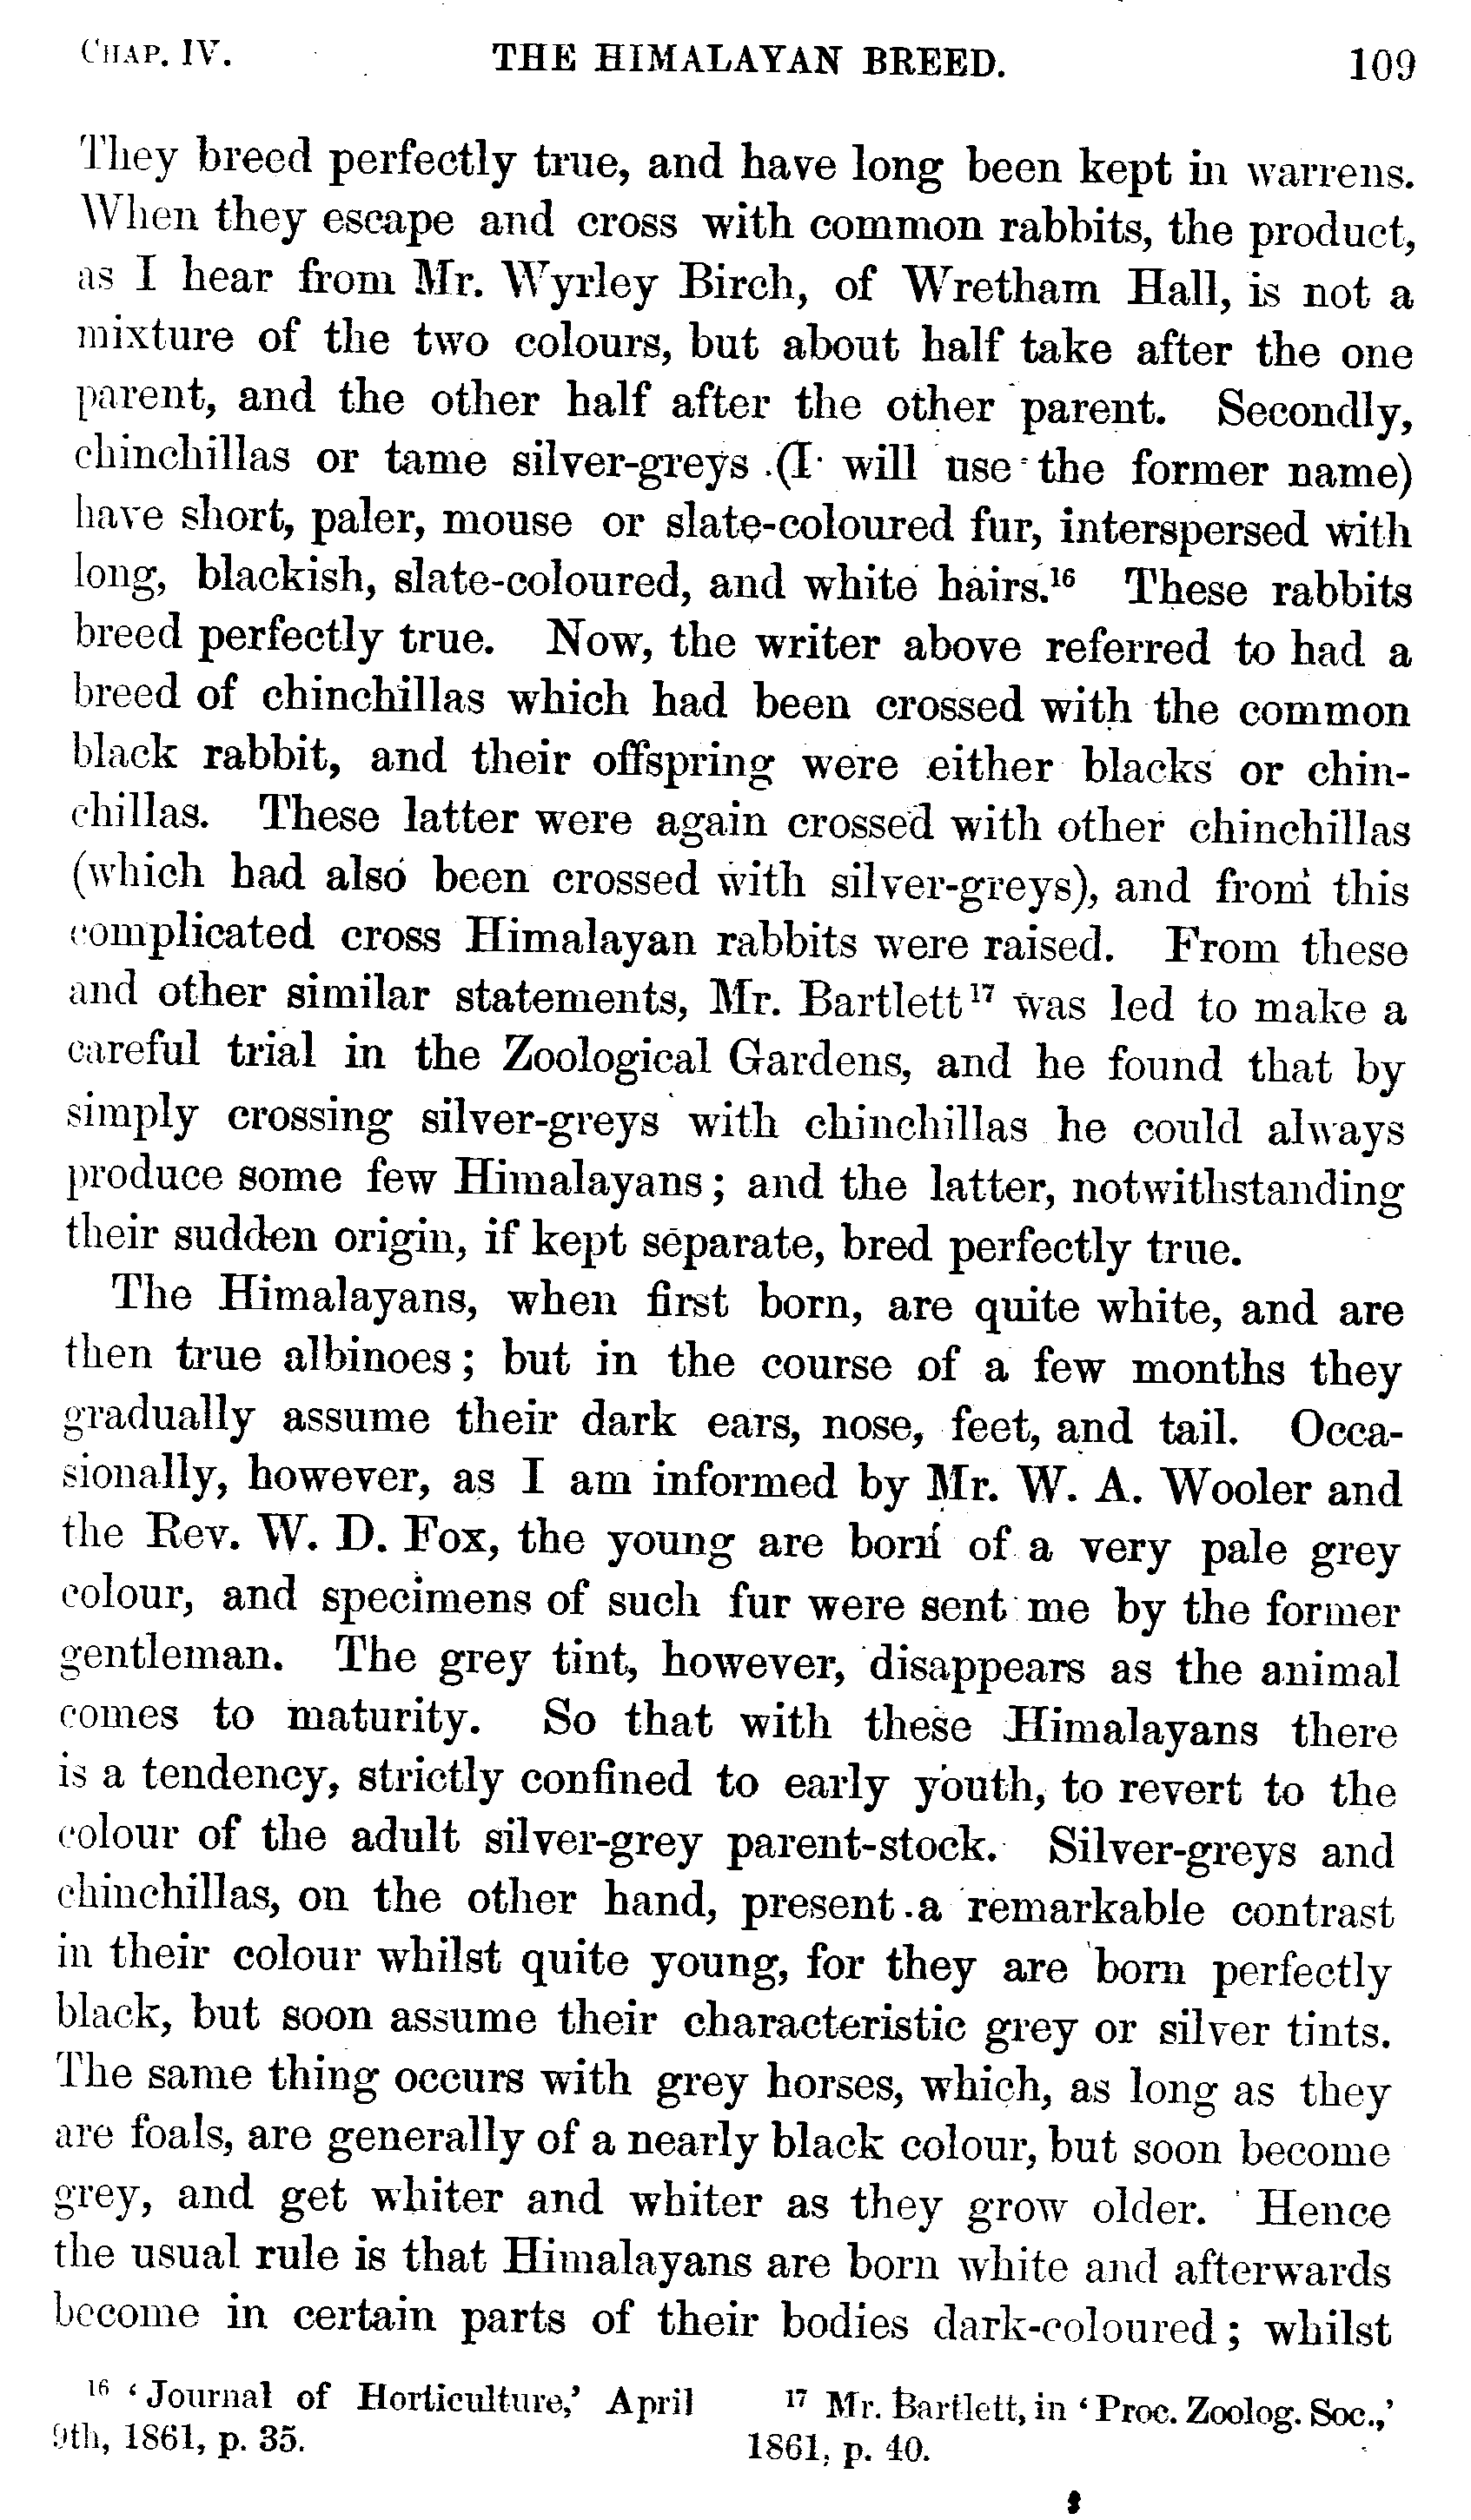 CHAP. IV. THE HIMALAYAN BREED. 109
They breed perfectly true, and have long been kept in warrens.
When they escape and cross with common rabbits, the product,
as I hear from Mr. Wyrley Birch, of Wretham Hall, is not a
mixture of the two colours, but about half take after the one
parent, and the other half after the other parent. Secondly,
chinchillas or tame silver-greys (I will use the former name)
have short, paler, mouse or slate-coloured fur, interspersed with
long, blackish, slate-coloured, and white hairs.¹⁶ These rabbits
breed perfectly true. Now, the writer above referred to had a
breed of chinchillas which had been crossed with the common
black rabbit, and their offspring were either blacks or chin-
chillas. These latter were again crossed with other chinchillas
(which had also been crossed with silver-greys), and from this
complicated cross Himalayan rabbits were raised. From these
and other similar statements, Mr. Bartlett¹⁷ was led to make a
careful trial in the Zoological Gardens, and he found that by
simply crossing silver-greys with chinchillas he could always
produce some few Himalayans; and the latter, notwithstanding
their sudden origin, if kept separate, bred perfectly true.
The Himalayans, when first born, are quite white, and are
then true albinoes; but in the course of a few months they
gradually assume their dark ears, nose, feet, and tail. Occa-
sionally, however, as I am informed by Mr. W. A. Wooler and
the Rev. W. D. Fox, the young are born of a very pale grey
colour, and specimens of such fur were sent me by the former
gentleman. The grey tint, however, disappears as the animal
comes to maturity. So that with these Himalayans there
is a tendency, strictly confined to early youth, to revert to the
colour of the adult silver-grey parent-stock. Silver-greys and
chinchillas, on the other hand, present a remarkable contrast
in their colour whilst quite young, for they are born perfectly
black, but soon assume their characteristic grey or silver tints.
The same thing occurs with grey horses, which, as long as they
are foals, are generally of a nearly black colour, but soon become
grey, and get whiter and whiter as they grow older. Hence
the usual rule is that Himalayans are born white and afterwards
become in certain parts of their bodies dark-coloured; whilst
¹⁶ ‘Journal of Horticulture,’ April
9th, 1861, p. 35.
¹⁷ Mr. Bartlett, in ‘Proc. Zoolog. Soc.,’
1861, p. 40.